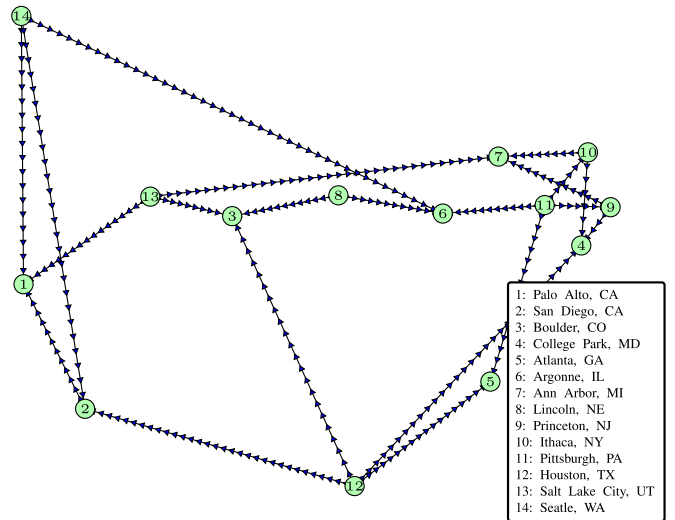 14
10
7
13
8
11
9
3
6
4
1
1: Palo Alto, CA
2: San Diego, CA
3: Boulder, CO
4: College Park, MD
5: Atlanta, GA
6: Argonne, IL
7: Ann Arbor, MI
8: Lincoln, NE
9: Princeton, NJ
10: Ithaca, NY
11: Pittsburgh, PA
12: Houston, TX
13: Salt Lake City, UT
14: Seatle, WA
5
2
12